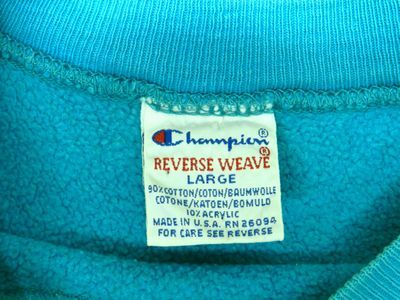 Champion®
REVERSE WEAVE®
LARGE
90% COTTON/COTON/BAUMWOLLE
COTONE/KATOEN/BOMULD
10% ACRYLIC
MADE IN U.S.A. RN 26094
FOR CARE SEE REVERSE